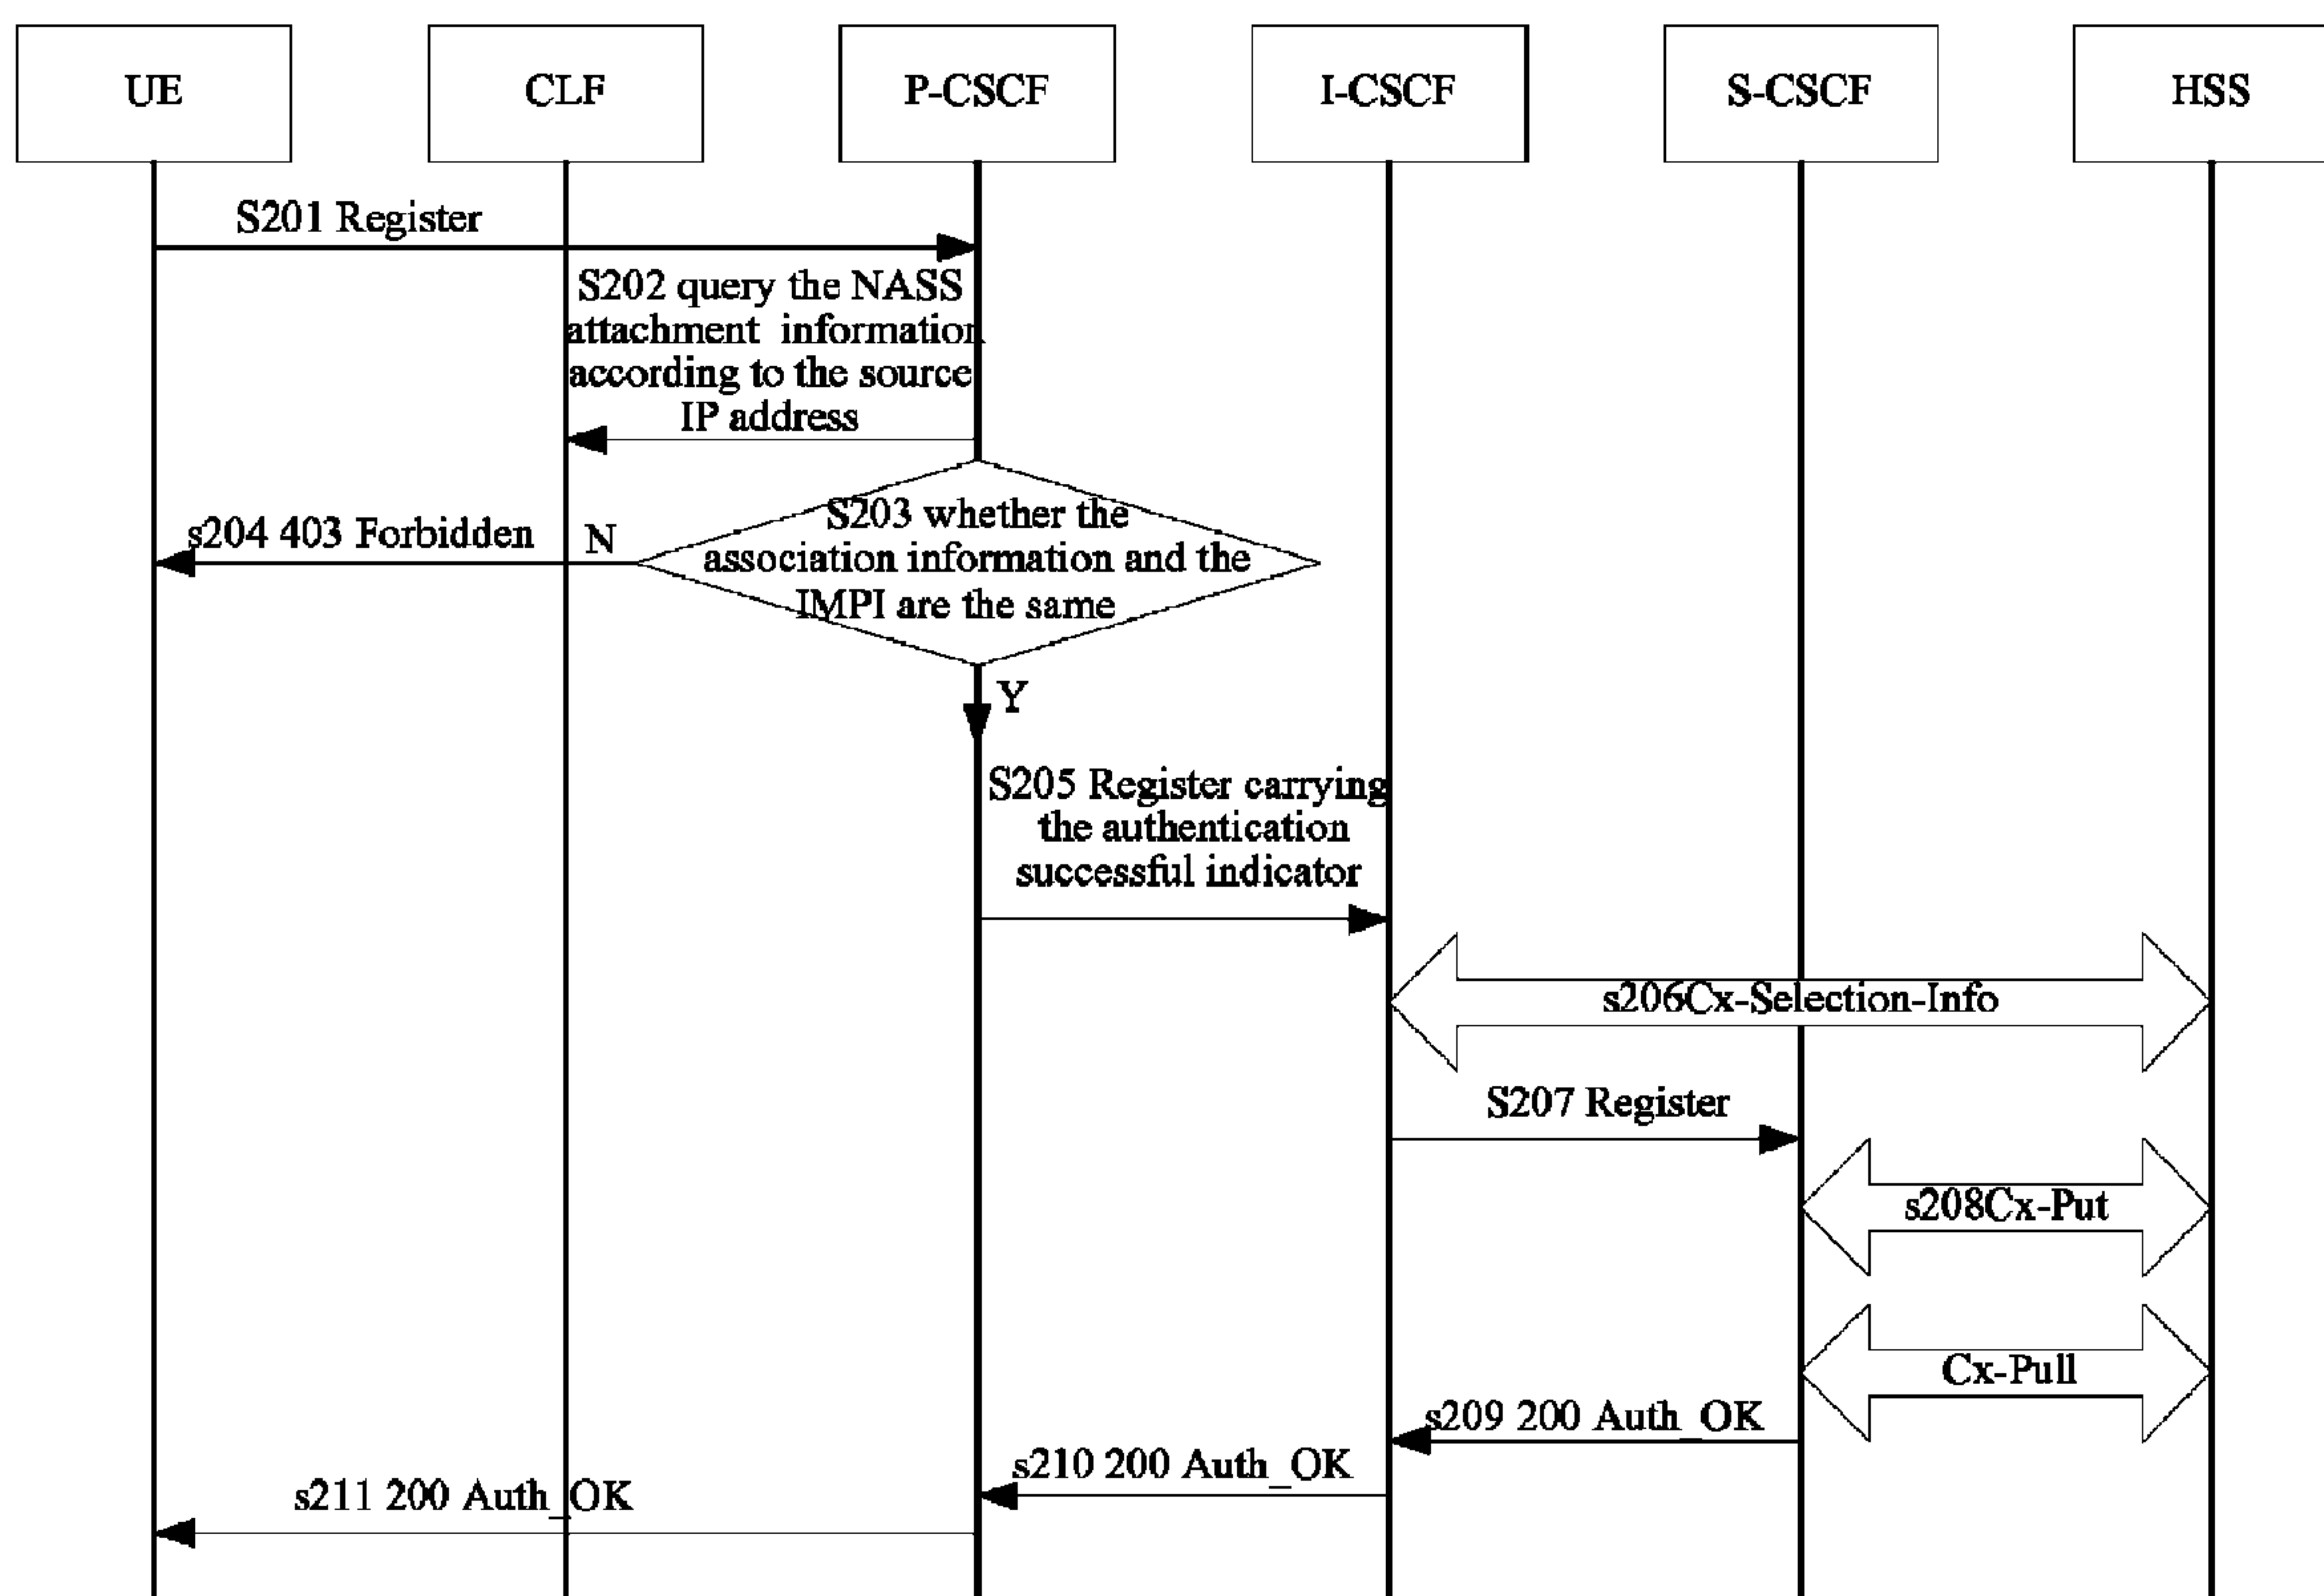 UE
CLF
P-CSCF
I-CSCF
S-CSCF
HSS
S201 Register
S202 query the NASS
attachment information
according to the source
IP address
S203 whether the
association information and the
IMPI are the same
s204 403 Forbidden
N
Y
S205 Register carrying
the authentication
successful indicator
s206Cx-Selection-Info
S207 Register
s208Cx-Put
Cx-Pull
s209 200 Auth_OK
s210 200 Auth_OK
s211 200 Auth_OK